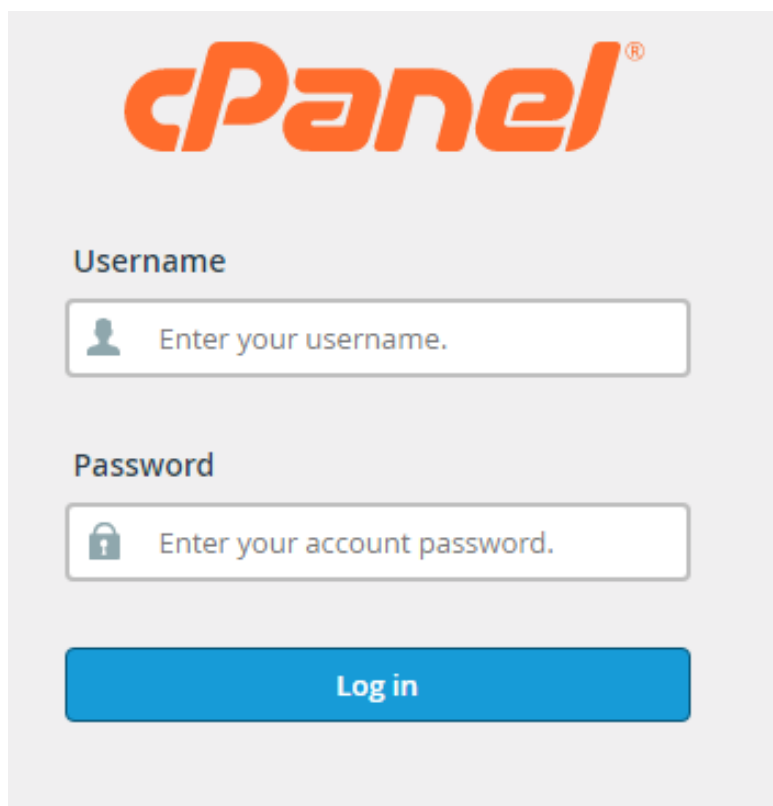 cPanel®
Username
Enter your username.
Password
Enter your account password.
Log in